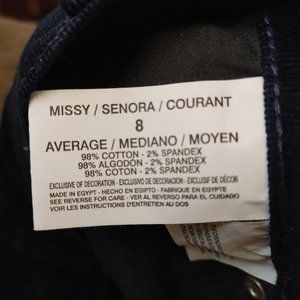 MISSY / SENORA / COURANT
8
AVERAGE / MEDIANO / MOYEN
98% COTTON - 2% SPANDEX
98% ALGODON - 2% SPANDEX
98% COTON - 2% SPANDEX
EXCLUSIVE OF DECORATION - EXCLUSIVO DE DECORACION - EXCLUSIF DE DECOR
MADE IN EGYPT - HECHO EN EGIPTO - FABRIQUE EN EGYPTE
SEE REVERSE FOR CARE - VER AL REVERSO PARA EL CUIDADO
VOIR LES INSTRUCTIONS D'ENTRETIEN AU DOS